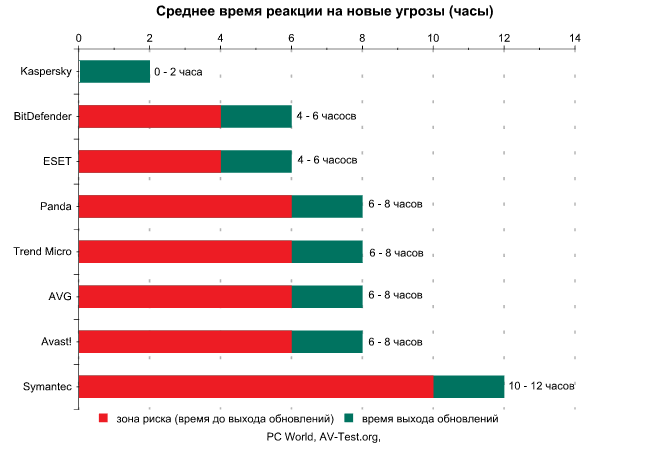 Среднее время реакции на новые угрозы (часы)
0 2 4 6 8 10 12 14
Kaspersky 0 - 2 часа
BitDefender 4 - 6 часосв
ESET 4 - 6 часосв
Panda 6 - 8 часов
Trend Micro 6 - 8 часов
AVG 6 - 8 часов
Avast! 6 - 8 часов
Symantec 10 - 12 часов
зона риска (время до выхода обновлений) время выхода обновлений
PC World, AV-Test.org,